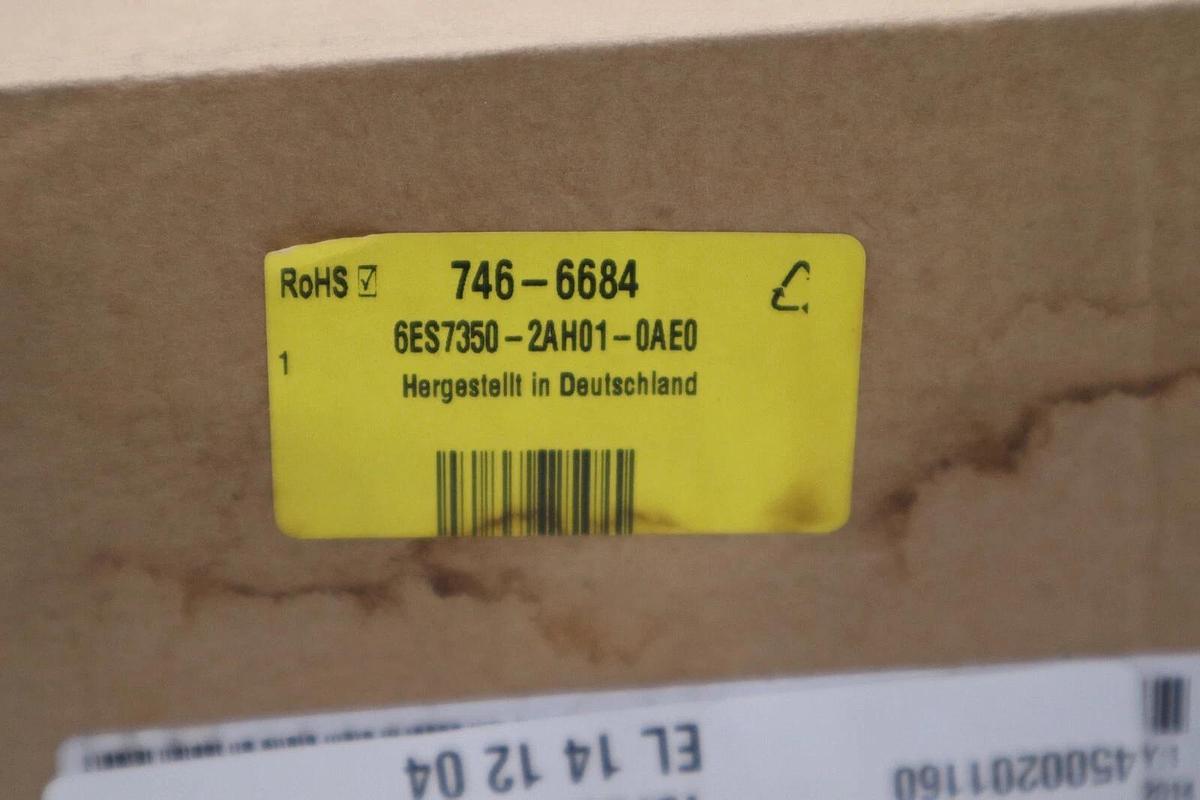 RoHS ☑ 746-6684
6ES7350-2AH01-0AE0
1
Hergestellt in Deutschland
EL 14 12 04
4500201160